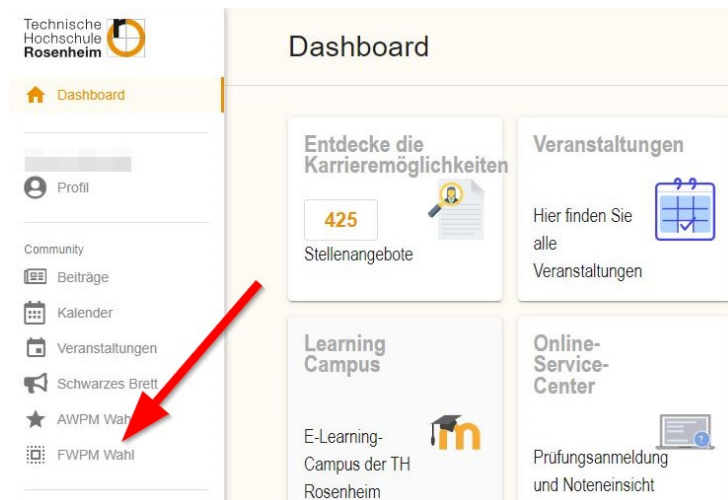 Technische
Hochschule
Rosenheim
Dashboard
Profil
Community
Beiträge
Kalender
Veranstaltungen
Schwarzes Brett
AWPM Wahl
FWPM Wahl
Dashboard
Entdecke die
Karrieremöglichkeiten
425
Stellenangebote
Veranstaltungen
Hier finden Sie
alle
Veranstaltungen
Learning
Campus
E-Learning-
Campus der TH
Rosenheim
Online-
Service-
Center
Prüfungsanmeldung
und Noteneinsicht